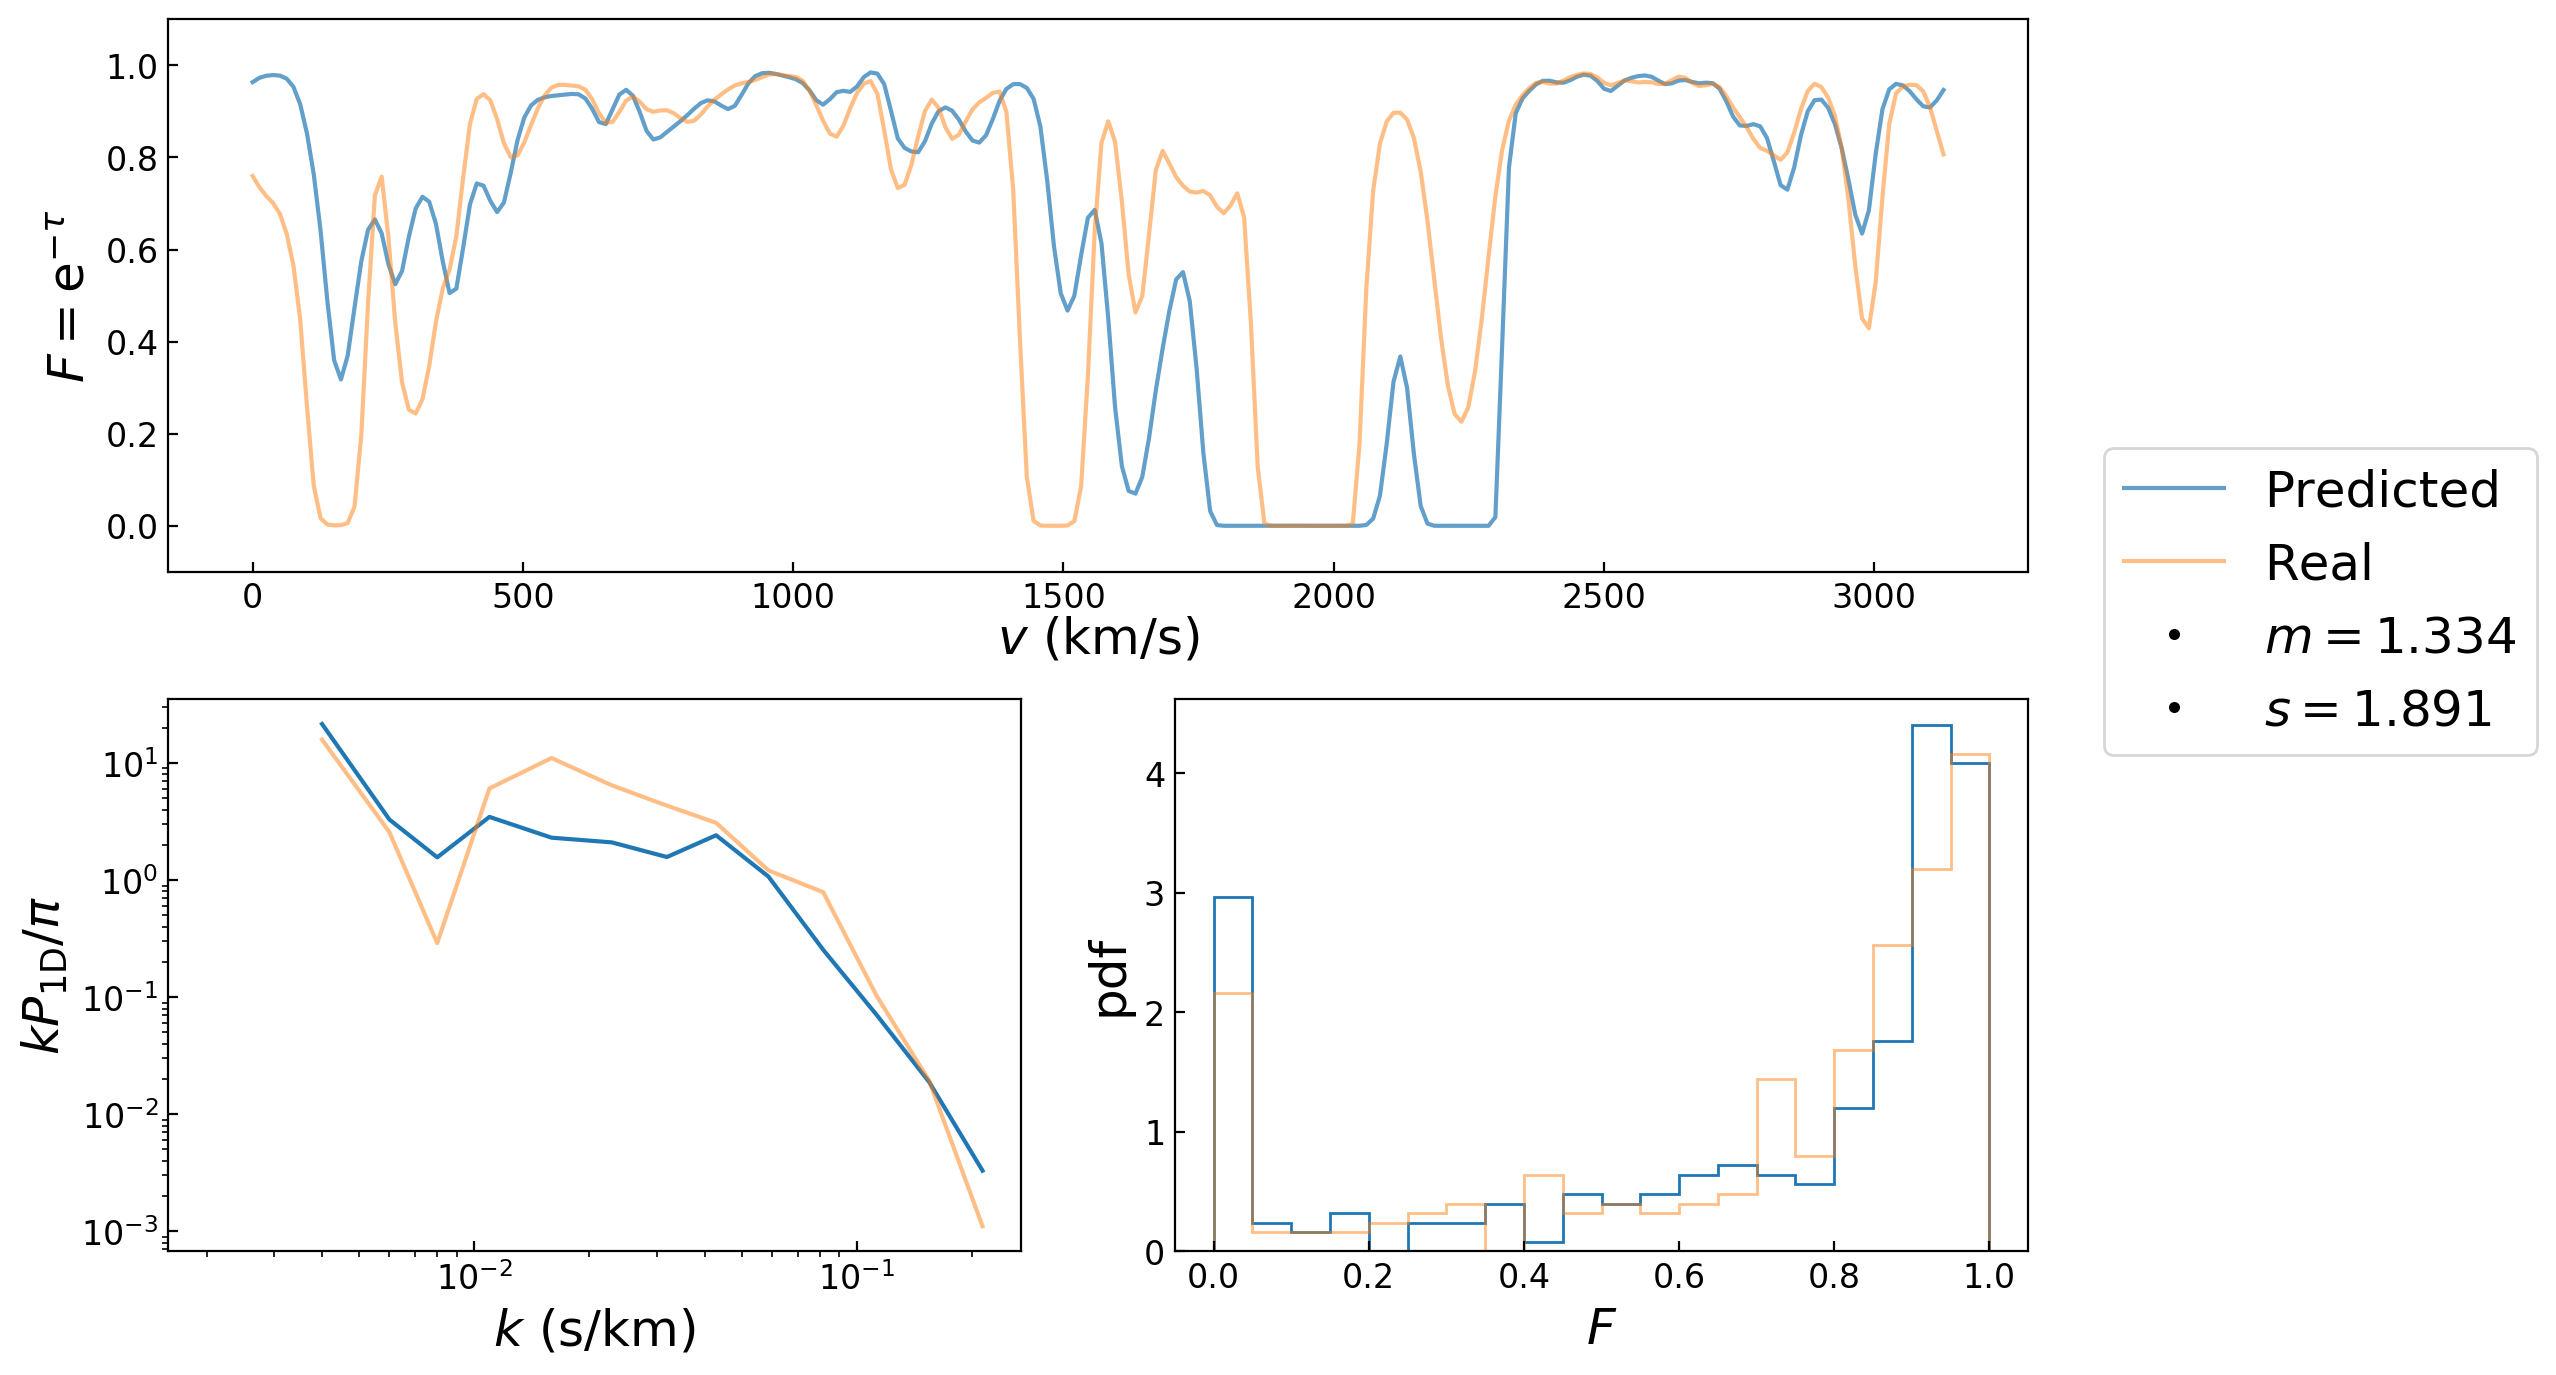 1.0
0.8
0.6
0.4
0.2
0.0
F = e^{−τ}
0 500 1000 1500 2000 2500 3000
v (km/s)
Predicted
Real
m = 1.334
s = 1.891
10^1
10^0
10^{−1}
10^{−2}
10^{−3}
kP_{1D}/π
10^{−2} 10^{−1}
k (s/km)
4
3
2
1
0
pdf
0.0 0.2 0.4 0.6 0.8 1.0
F